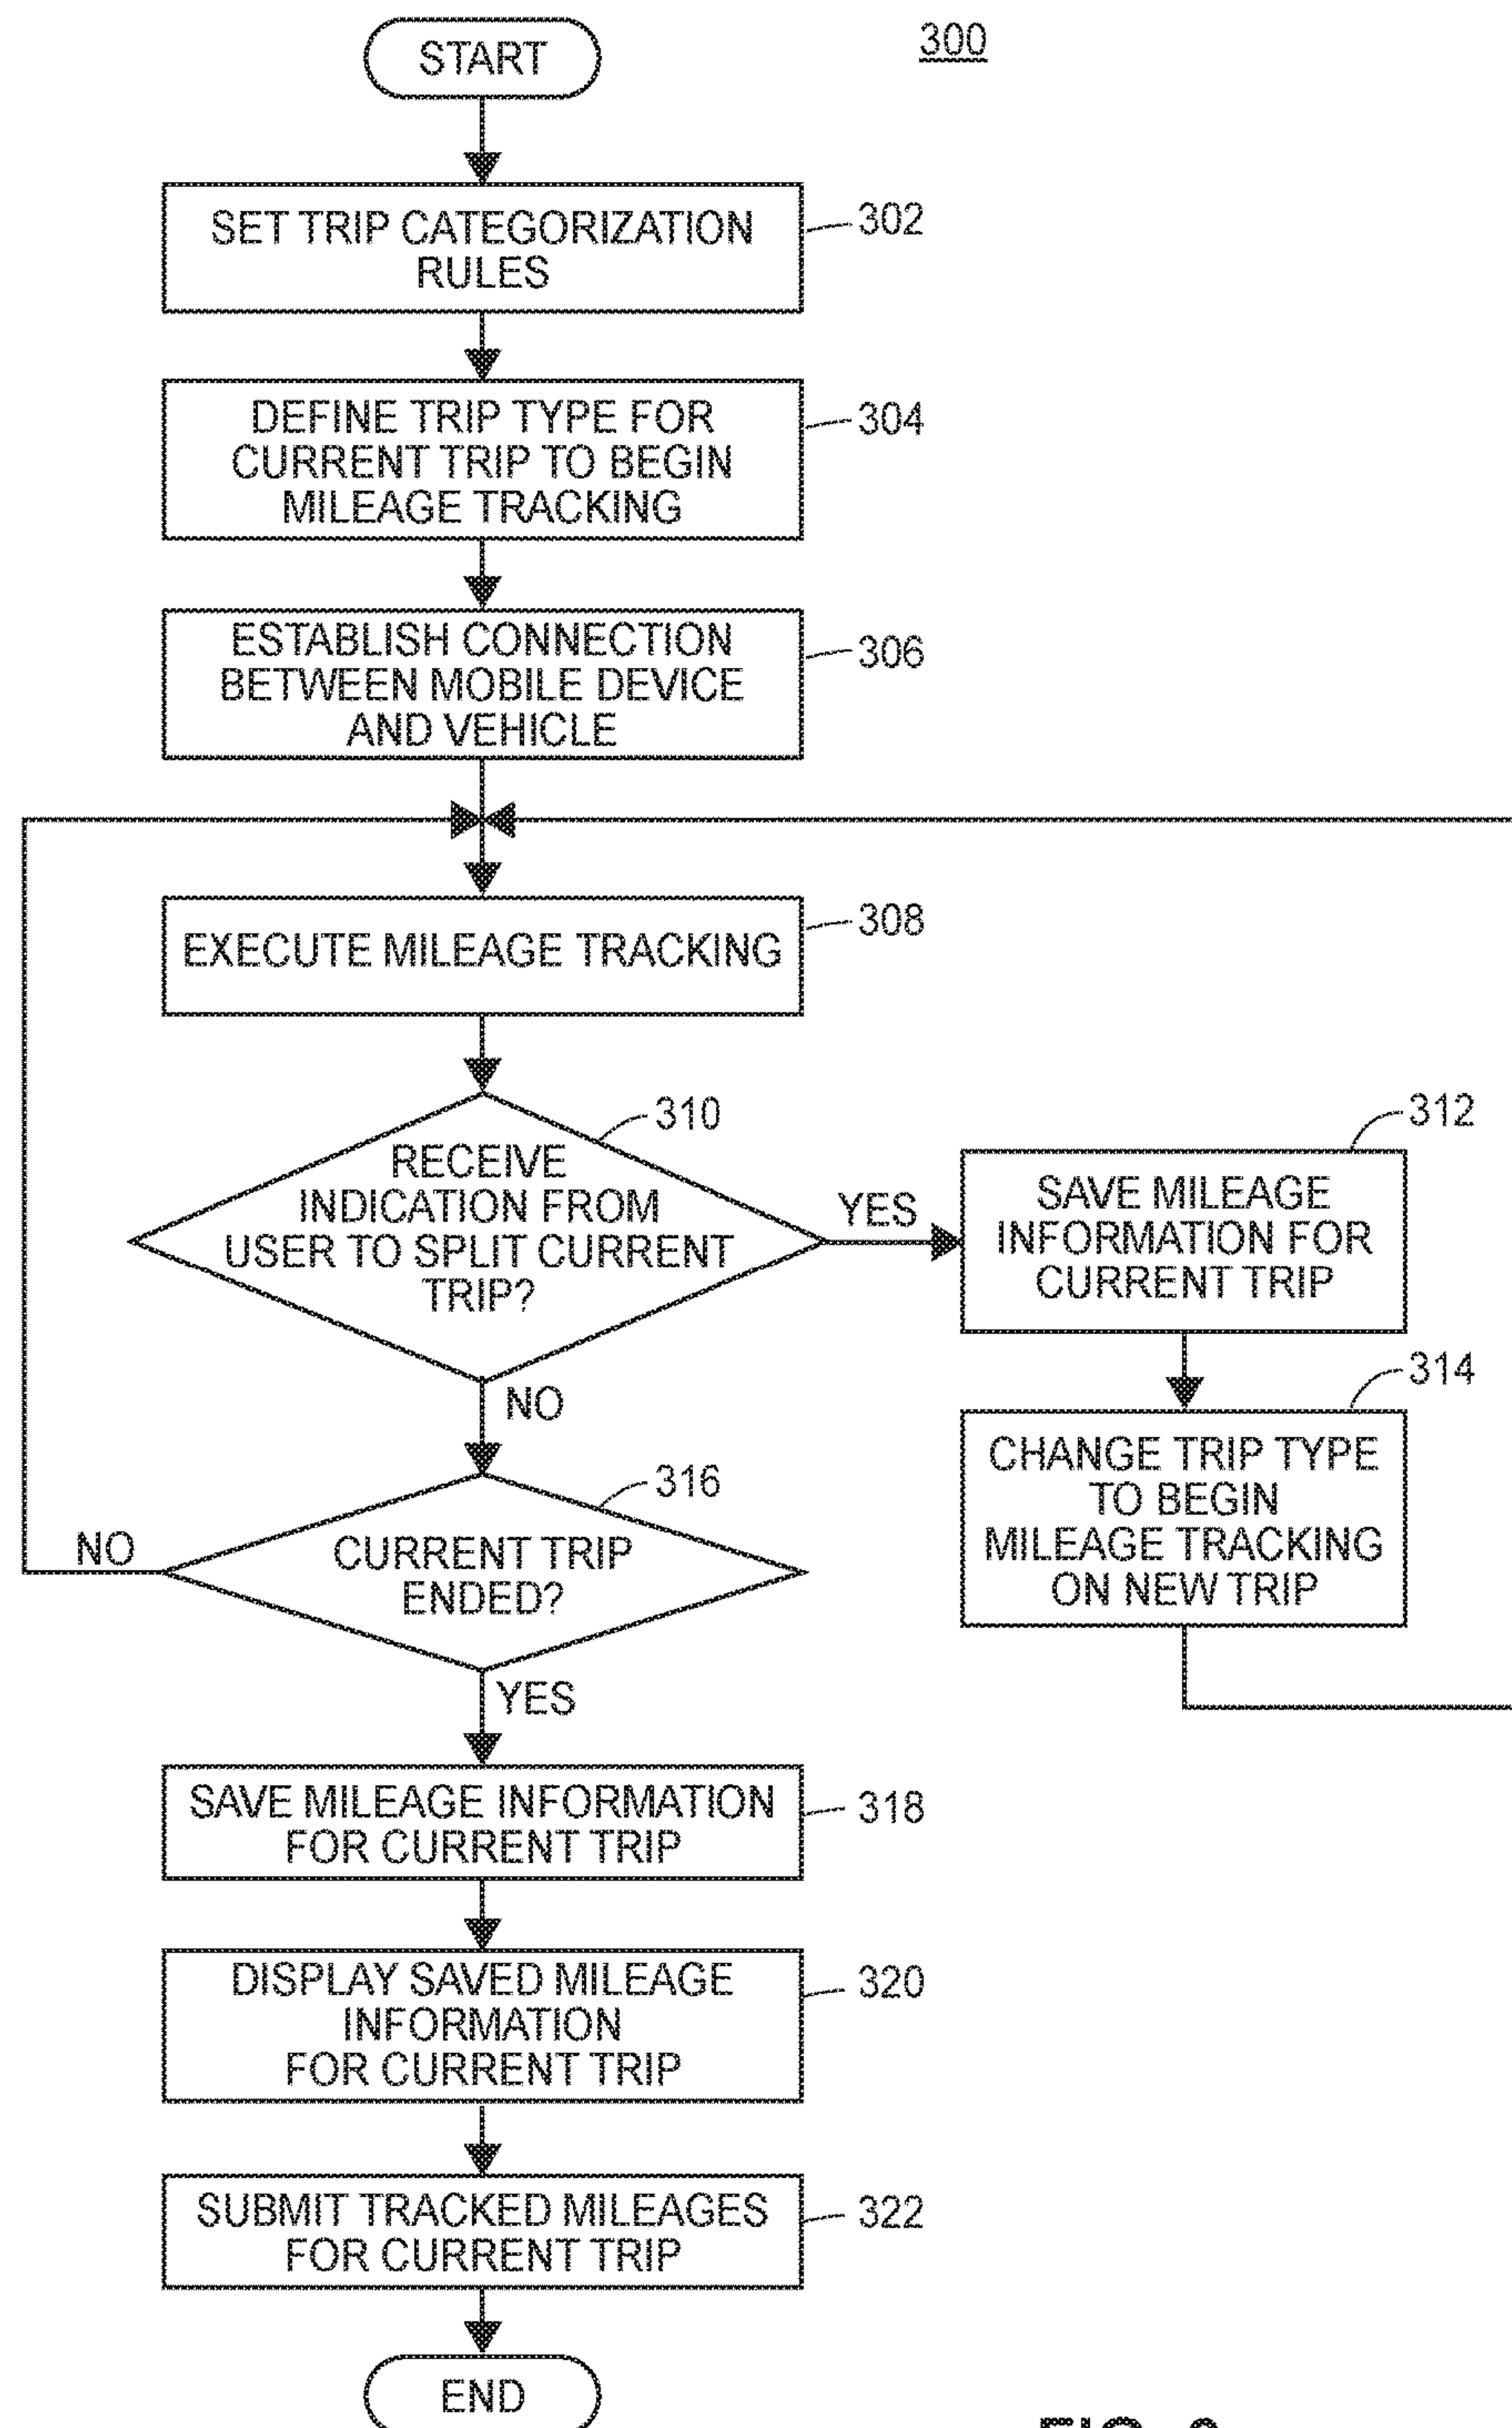 300
START
SET TRIP CATEGORIZATION
RULES
302
DEFINE TRIP TYPE FOR
CURRENT TRIP TO BEGIN
MILEAGE TRACKING
304
ESTABLISH CONNECTION
BETWEEN MOBILE DEVICE
AND VEHICLE
306
EXECUTE MILEAGE TRACKING
308
RECEIVE
INDICATION FROM
USER TO SPLIT CURRENT
TRIP?
310
YES
SAVE MILEAGE
INFORMATION FOR
CURRENT TRIP
312
CHANGE TRIP TYPE
TO BEGIN
MILEAGE TRACKING
ON NEW TRIP
314
NO
CURRENT TRIP
ENDED?
316
NO
YES
SAVE MILEAGE INFORMATION
FOR CURRENT TRIP
318
DISPLAY SAVED MILEAGE
INFORMATION
FOR CURRENT TRIP
320
SUBMIT TRACKED MILEAGES
FOR CURRENT TRIP
322
END
FIG.